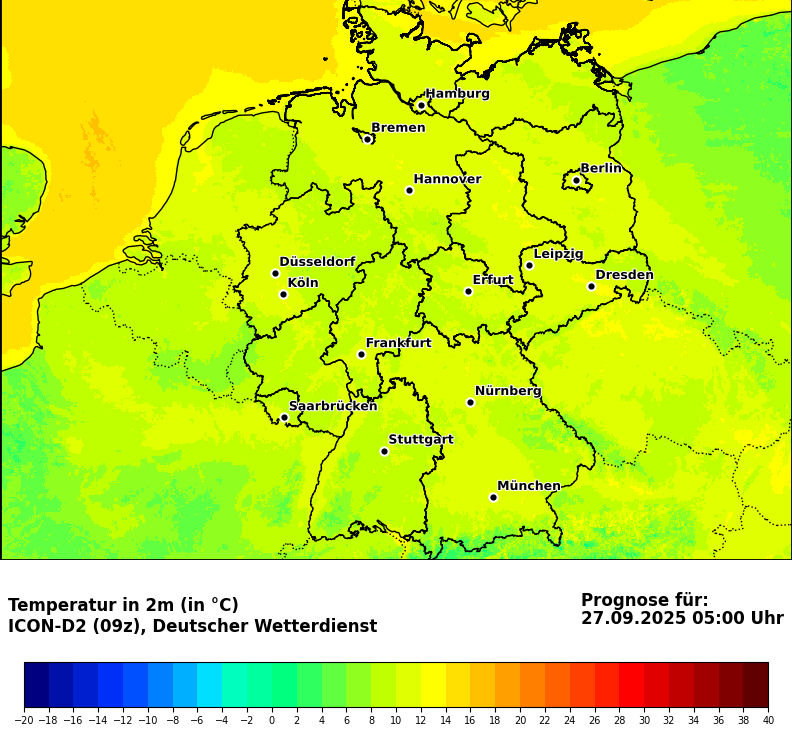 Hamburg
Bremen
Berlin
Hannover
Leipzig
Düsseldorf
Dresden
Köln
Erfurt
Frankfurt
Nürnberg
Saarbrücken
Stuttgart
München
Temperatur in 2m (in °C)
ICON-D2 (09z), Deutscher Wetterdienst
Prognose für:
27.09.2025 05:00 Uhr
−20 −18 −16 −14 −12 −10 −8 −6 −4 −2 0 2 4 6 8 10 12 14 16 18 20 22 24 26 28 30 32 34 36 38 40